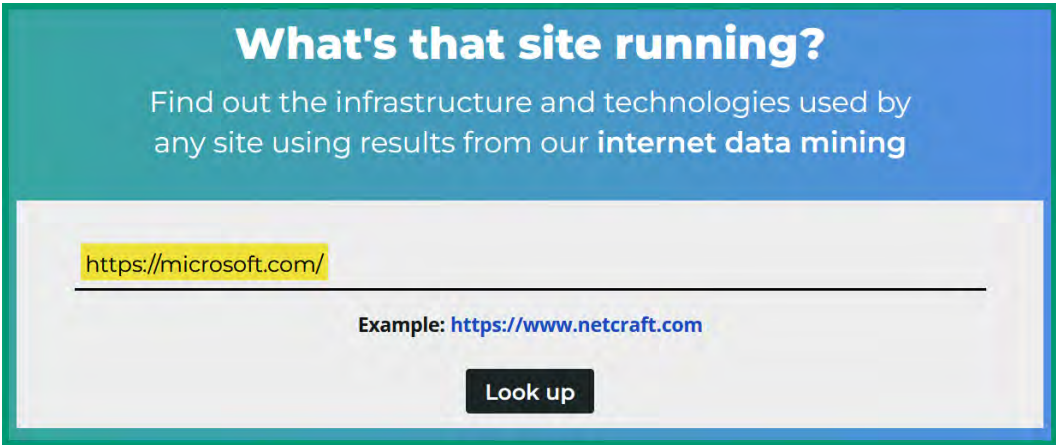 What's that site running?
Find out the infrastructure and technologies used by
any site using results from our internet data mining
https://microsoft.com/
Example: https://www.netcraft.com
Look up